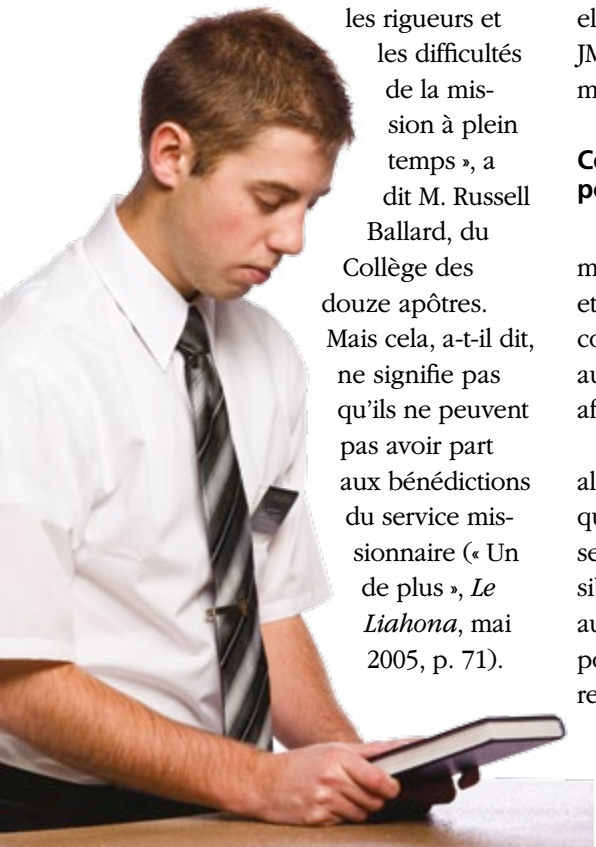 les rigueurs et
les difficultés
de la mis-
sion à plein
temps », a
dit M. Russell
Ballard, du
Collège des
douze apôtres.
Mais cela, a-t-il dit,
ne signifie pas
qu'ils ne peuvent
pas avoir part
aux bénédictions
du service mis-
sionnaire (« Un
de plus », Le
Liahona, mai
2005, p. 71).